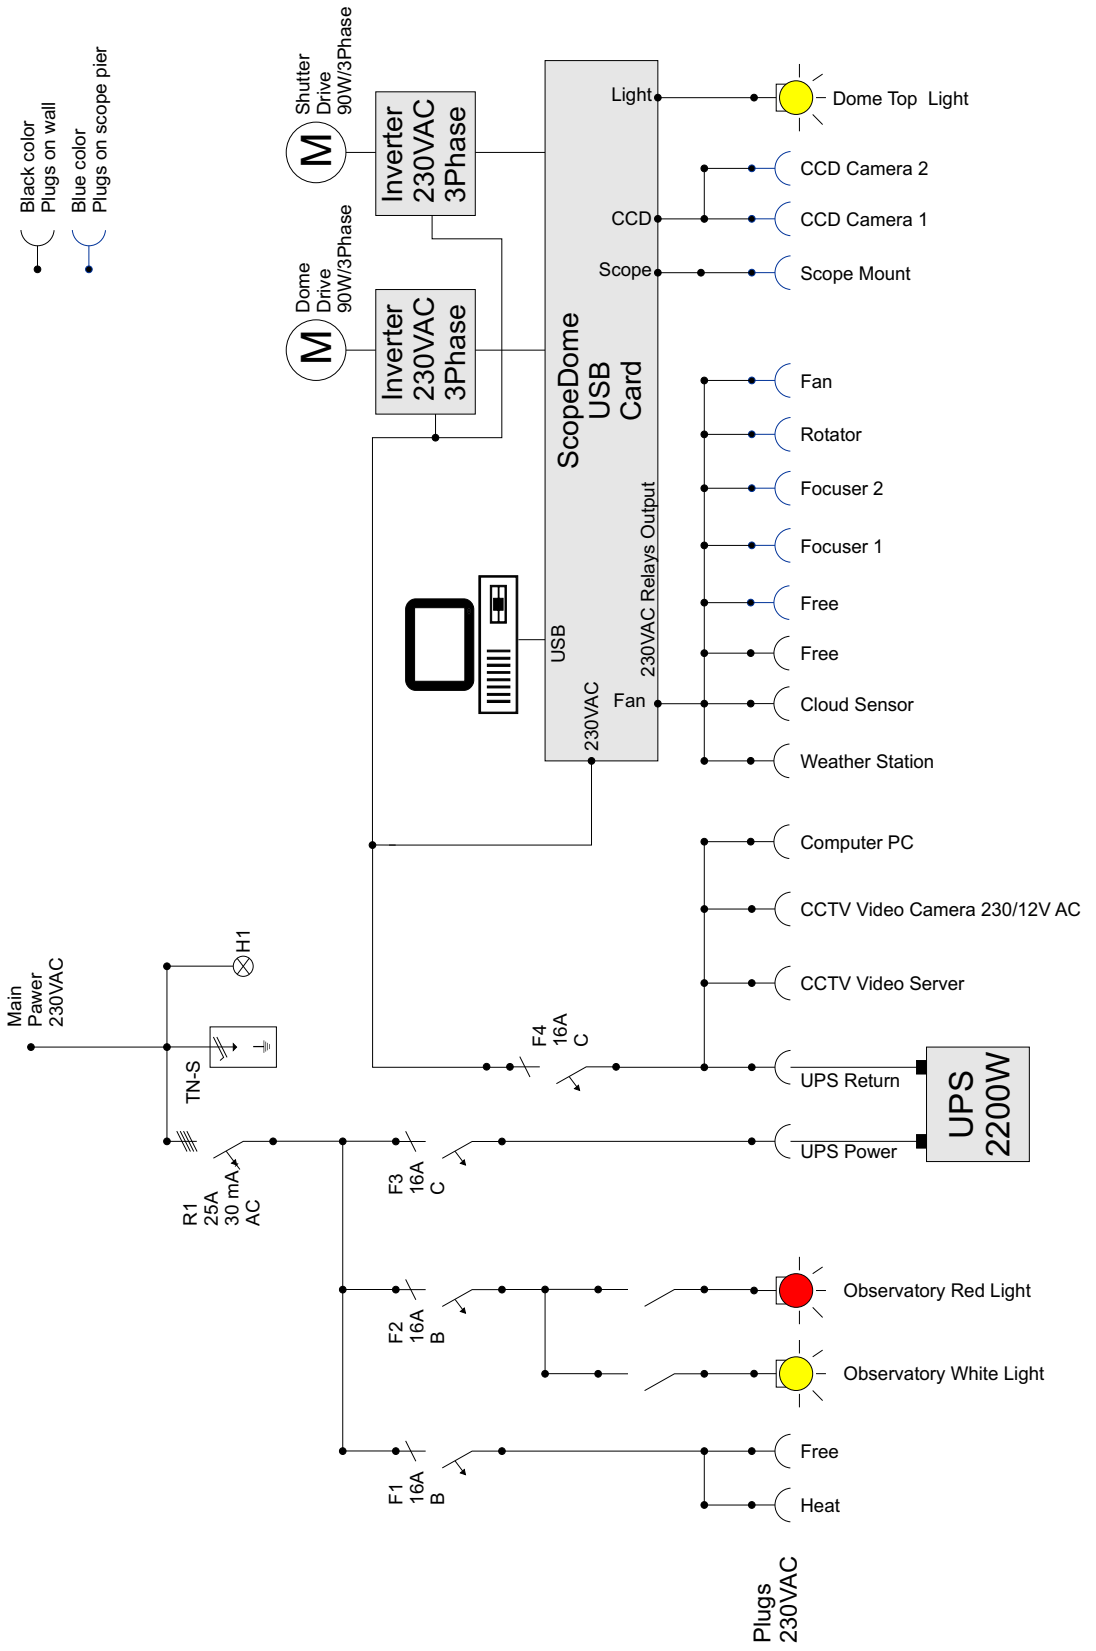 Black color
Plugs on wall
Blue color
Plugs on scope pier
Shutter
Drive
90W/3Phase
M
Inverter
230VAC
3Phase
Dome
Drive
90W/3Phase
M
Inverter
230VAC
3Phase
ScopeDome
USB
Card
230VAC Relays Output
Light
CCD
Scope
Fan
USB
230VAC
Dome Top Light
CCD Camera 2
CCD Camera 1
Scope Mount
Fan
Rotator
Focuser 2
Focuser 1
Free
Free
Cloud Sensor
Weather Station
Computer PC
CCTV Video Camera 230/12V AC
CCTV Video Server
UPS Return
UPS Power
UPS
2200W
Main
Pawer
230VAC
H1
TN-S
R1
25A
30 mA
AC
F4
16A
C
F3
16A
C
F2
16A
B
F1
16A
B
Observatory Red Light
Observatory White Light
Free
Heat
Plugs
230VAC